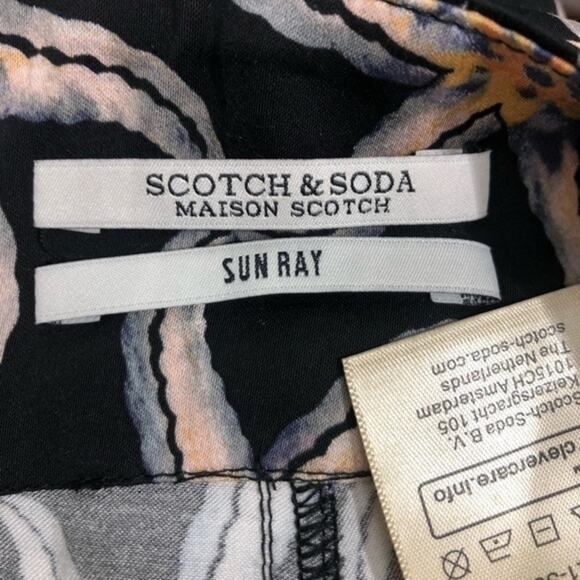 SCOTCH & SODA
MAISON SCOTCH
SUN RAY
clevercare.info
Scotch-Soda B.V.
Keizersgracht 105
1015CH Amsterdam
The Netherlands
scotch-soda.com